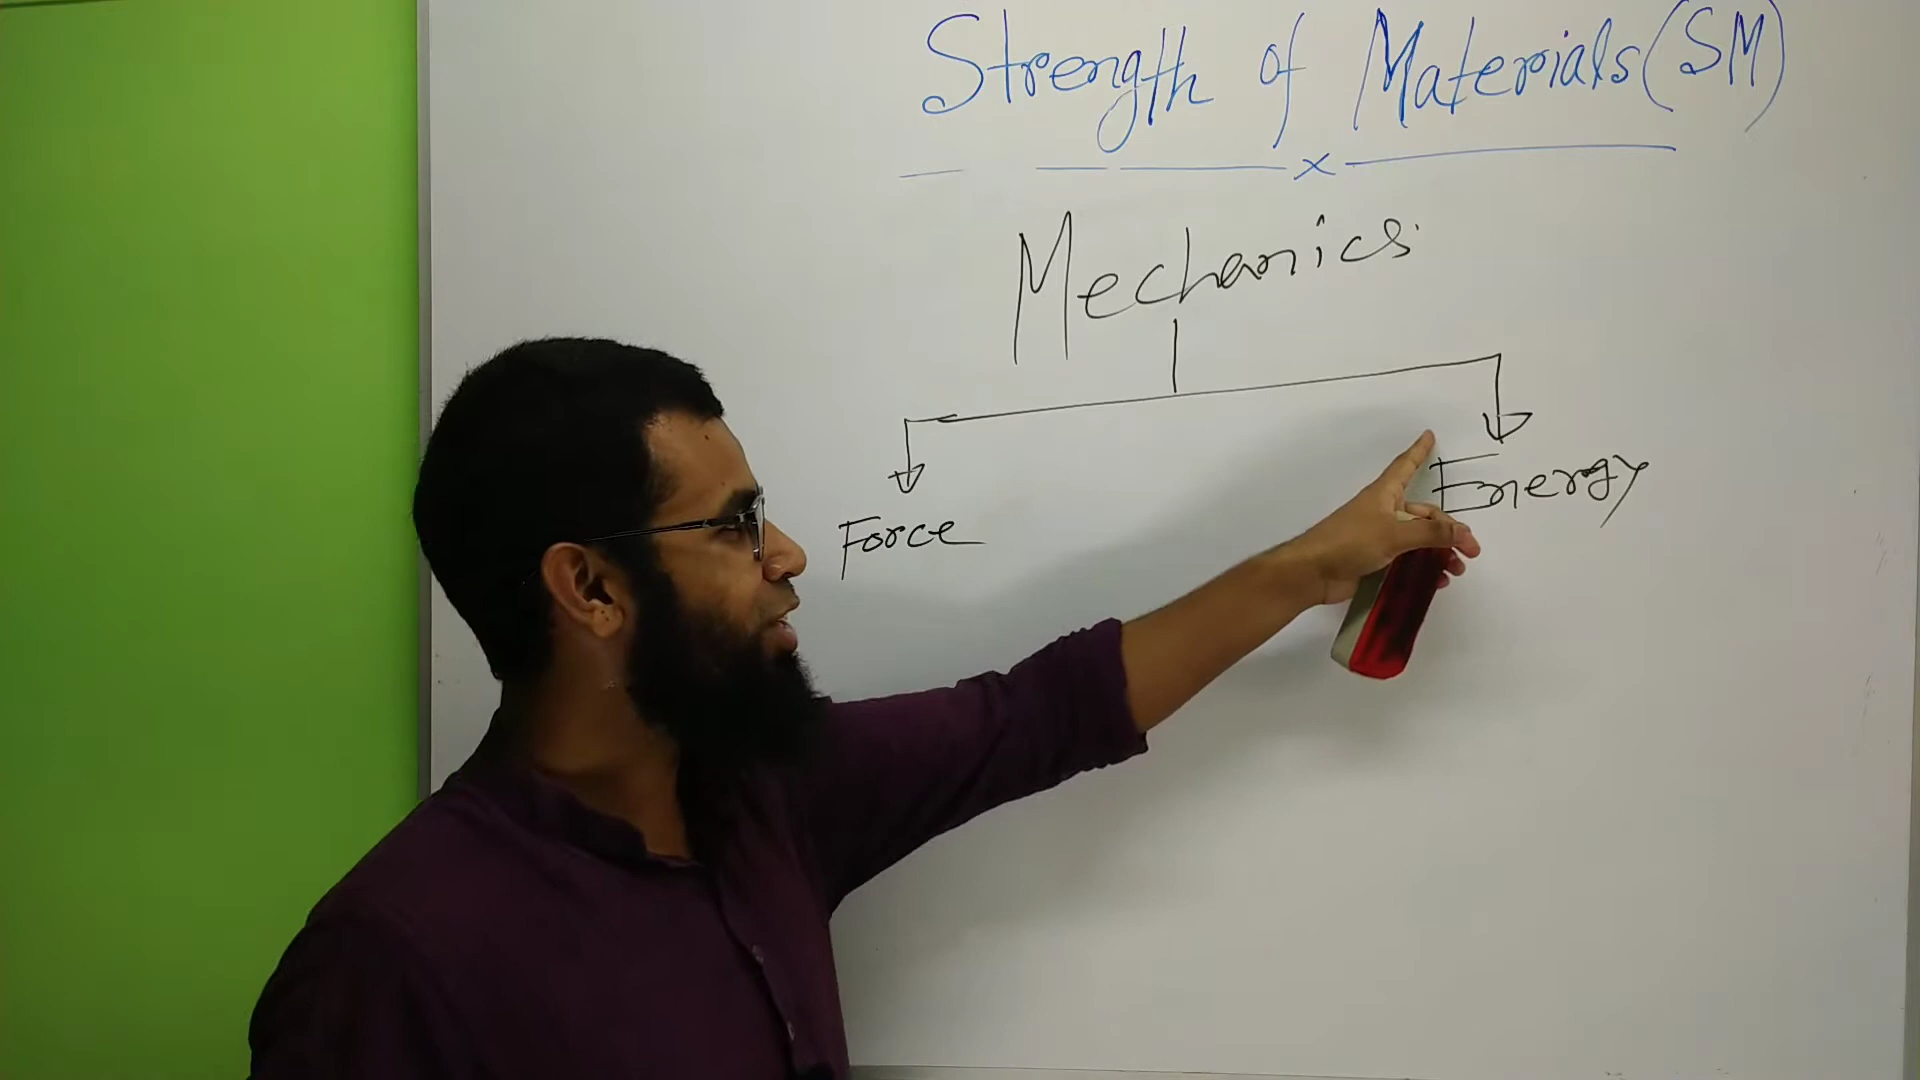 Strength of Materials (SM)
x
Mechanics
Force
Energy